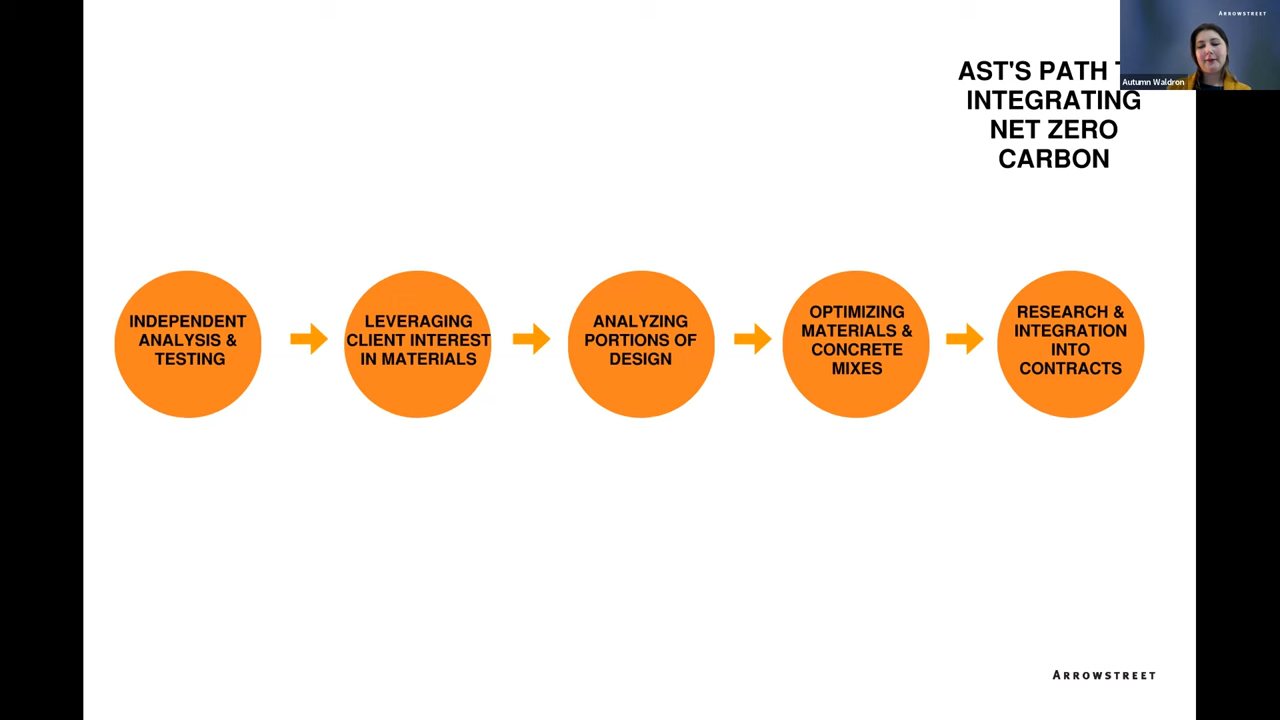 ARROWSTREET
Autumn Waldron
AST'S PATH
INTEGRATING
NET ZERO
CARBON
INDEPENDENT
ANALYSIS &
TESTING
LEVERAGING
CLIENT INTEREST
IN MATERIALS
ANALYZING
PORTIONS OF
DESIGN
OPTIMIZING
MATERIALS &
CONCRETE
MIXES
RESEARCH &
INTEGRATION
INTO
CONTRACTS
ARROWSTREET